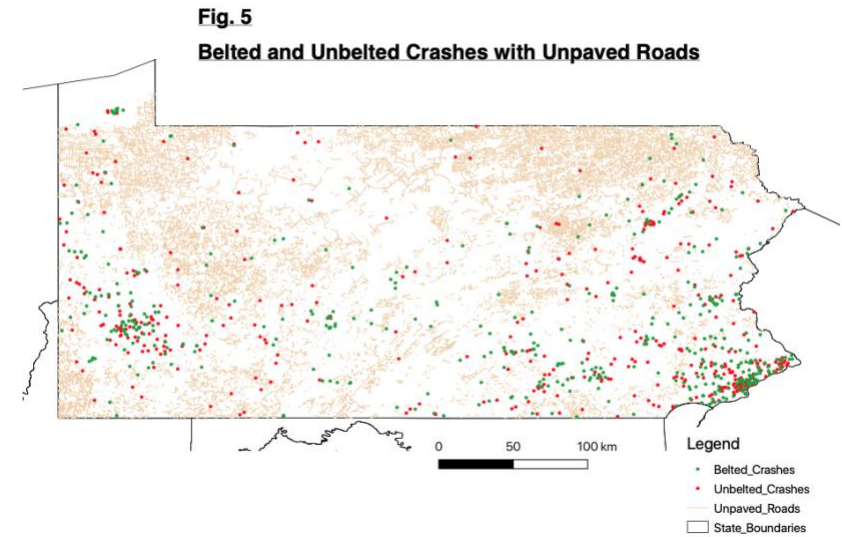 Fig. 5
Belted and Unbelted Crashes with Unpaved Roads
0 50 100 km
Legend
Belted_Crashes
Unbelted_Crashes
Unpaved_Roads
State_Boundaries